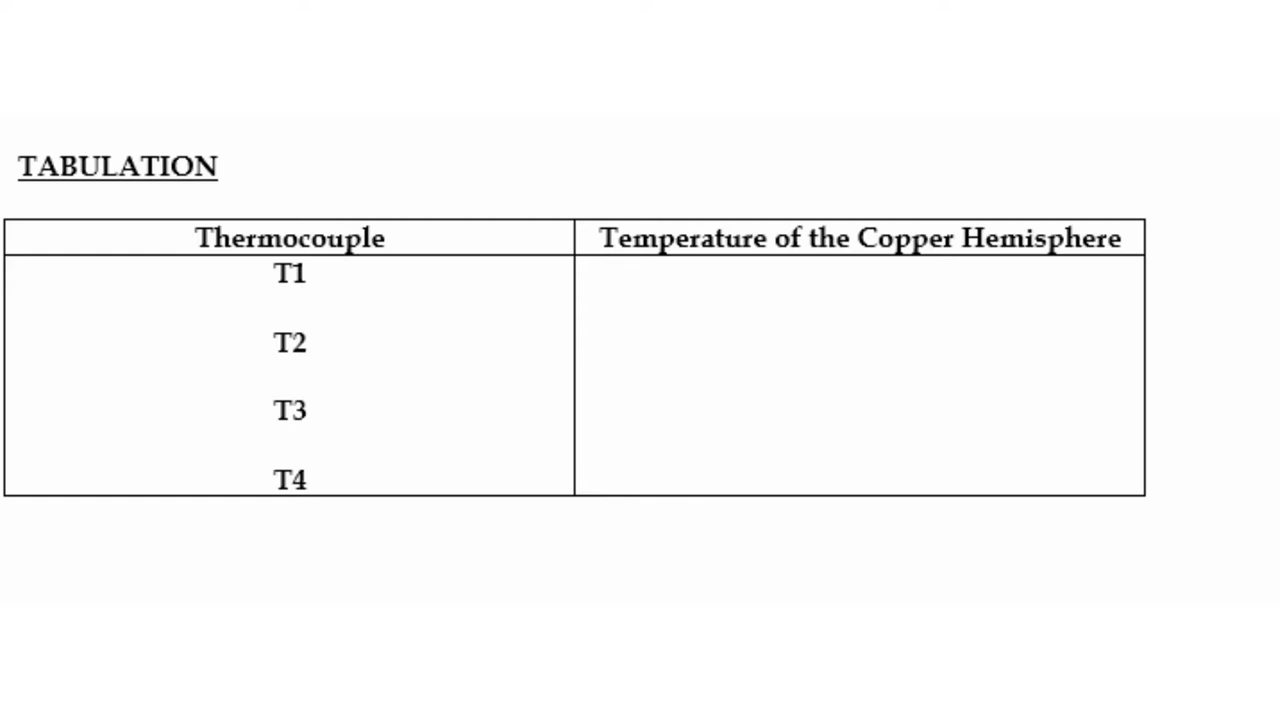 TABULATION
Thermocouple Temperature of the Copper Hemisphere
T1
T2
T3
T4